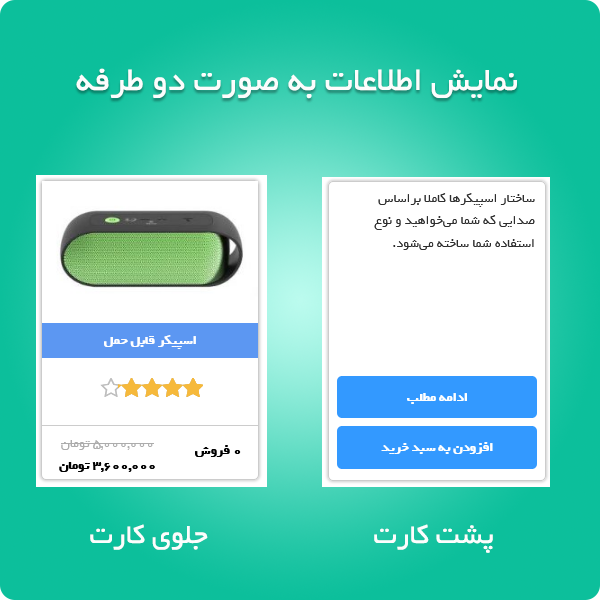 نمایش اطلاعات به صورت دو طرفه
ساختار اسپیکرها کاملا براساس
صدایی که شما می‌خواهید و نوع
استفاده شما ساخته می‌شود.
ادامه مطلب
افزودن به سبد خرید
پشت کارت
اسپیکر قابل حمل
۰ فروش
۵,۰۰۰,۰۰۰ تومان
۳,۶۰۰,۰۰۰ تومان
جلوی کارت